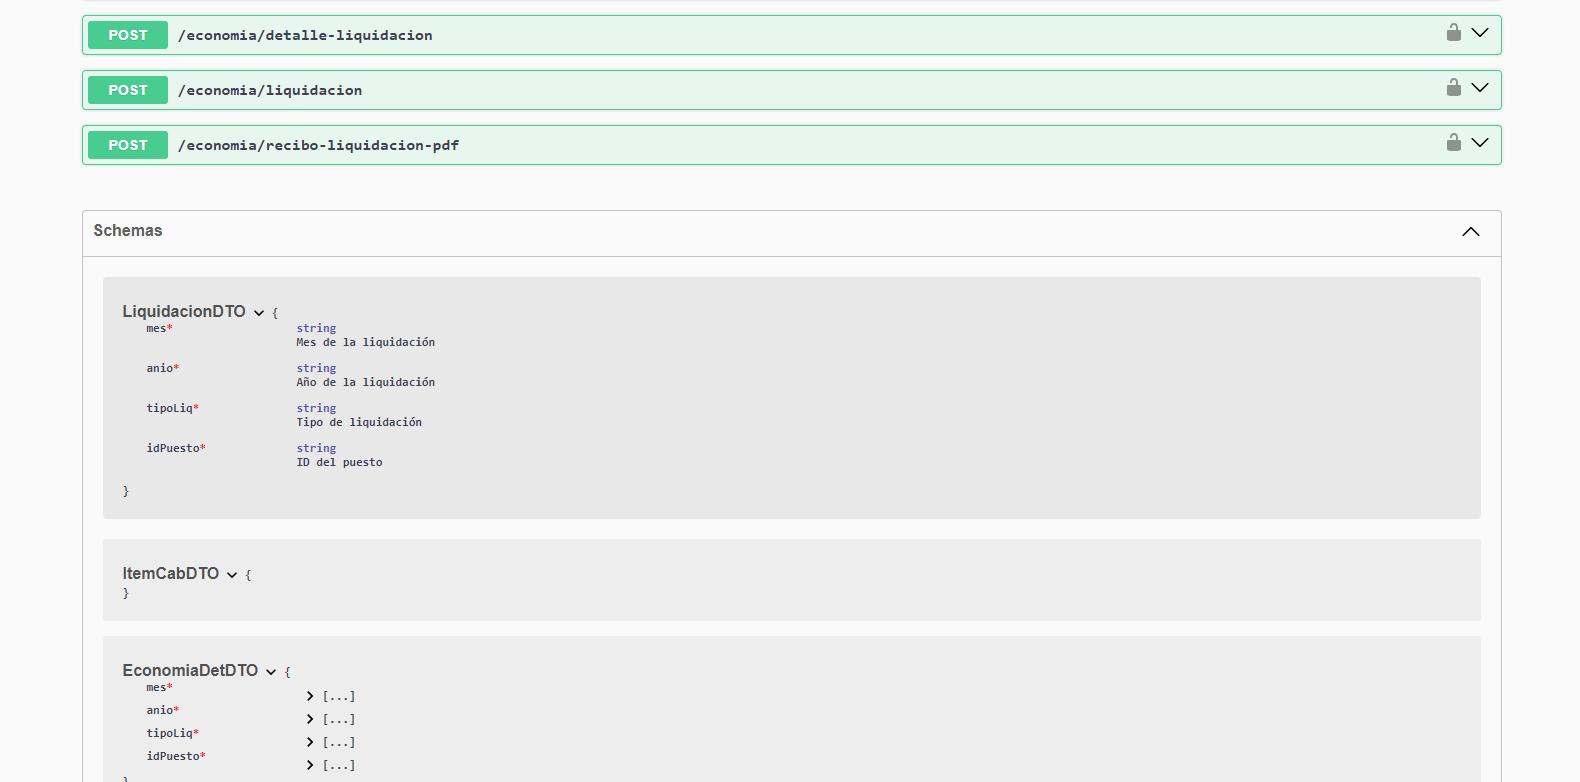 POST /economia/detalle-liquidacion
POST /economia/liquidacion
POST /economia/recibo-liquidacion-pdf
Schemas
LiquidacionDTO {
mes* string
Mes de la liquidación
anio* string
Año de la liquidación
tipoLiq* string
Tipo de liquidación
idPuesto* string
ID del puesto
}
ItemCabDTO {
}
EconomiaDetDTO {
mes* [...]
anio* [...]
tipoLiq* [...]
idPuesto* [...]
}